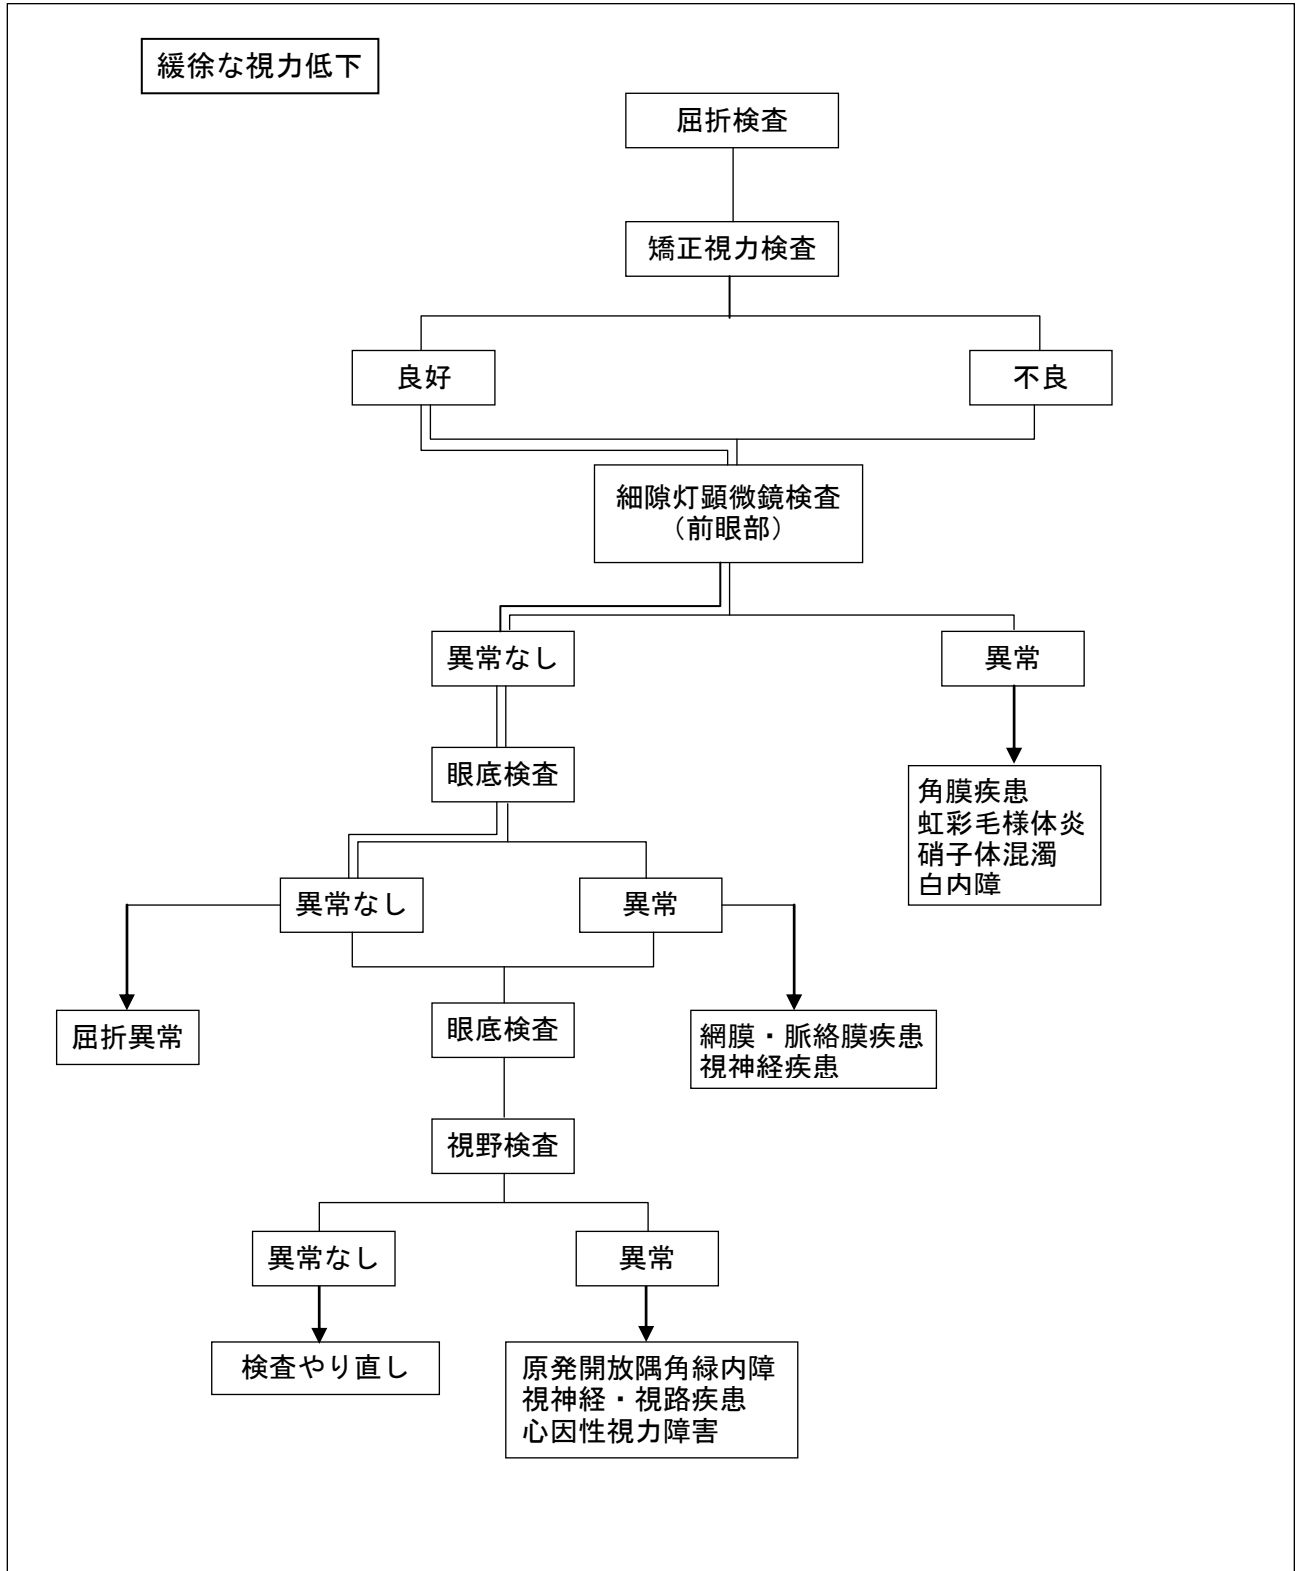 緩徐な視力低下
屈折検査
矯正視力検査
良好
不良
細隙灯顕微鏡検査
（前眼部）
異常なし
異常
眼底検査
角膜疾患
虹彩毛様体炎
硝子体混濁
白内障
異常なし
異常
屈折異常
眼底検査
網膜・脈絡膜疾患
視神経疾患
視野検査
異常なし
異常
検査やり直し
原発開放隅角緑内障
視神経・視路疾患
心因性視力障害